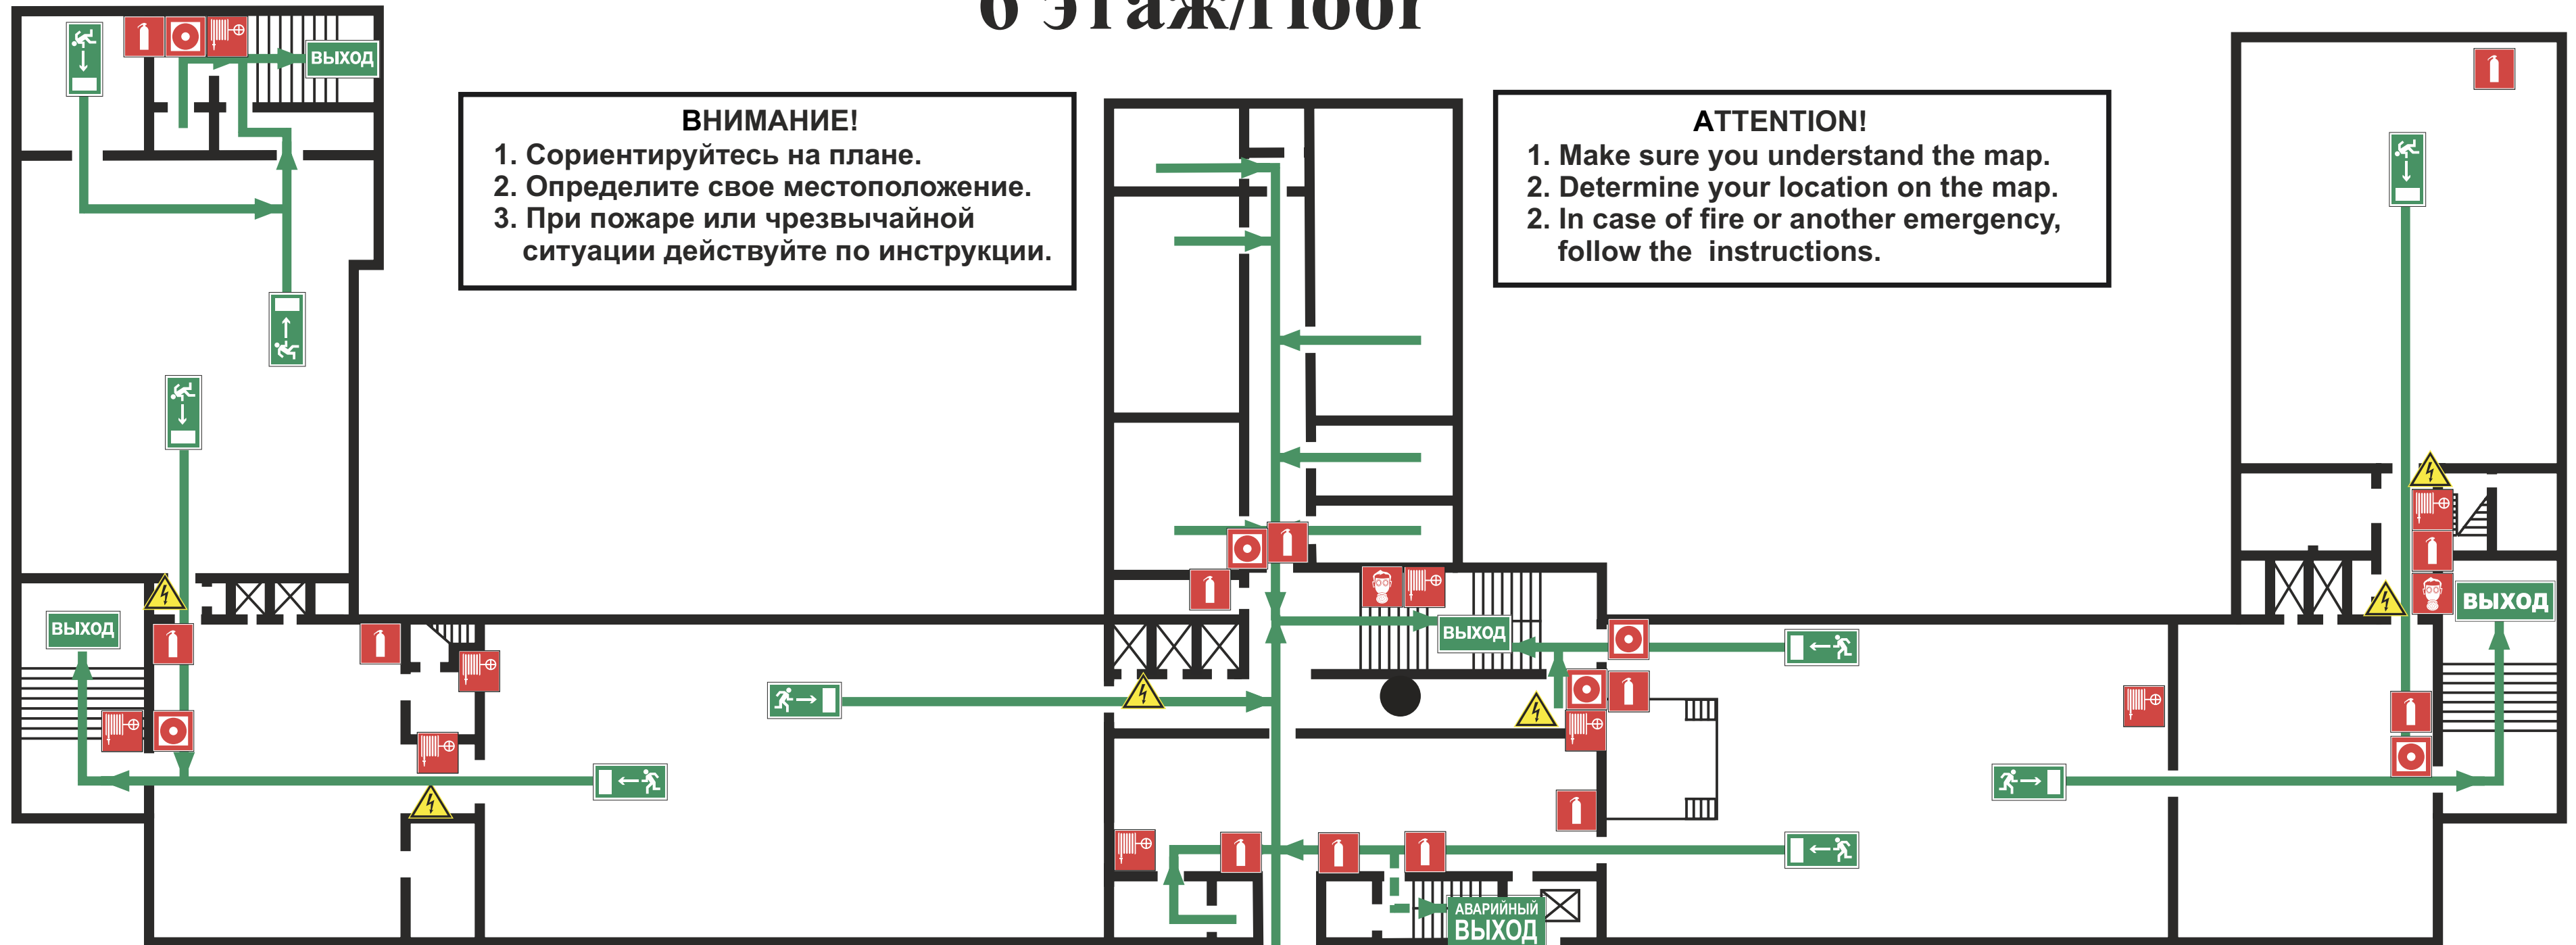 6 этаж/Floor
ВЫХОД
ВНИМАНИЕ!
1. Сориентируйтесь на плане.
2. Определите свое местоположение.
3. При пожаре или чрезвычайной
ситуации действуйте по инструкции.
ATTENTION!
1. Make sure you understand the map.
2. Determine your location on the map.
2. In case of fire or another emergency,
follow the instructions.
ВЫХОД
ВЫХОД
ВЫХОД
АВАРИЙНЫЙ
ВЫХОД